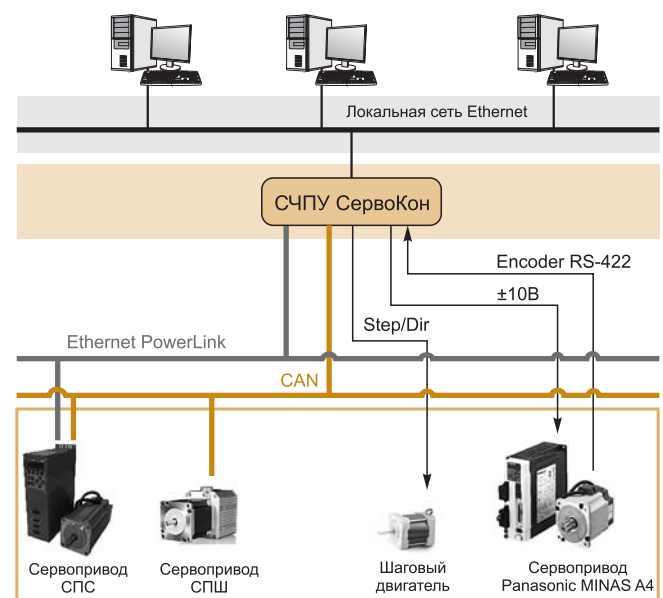 Локальная сеть Ethernet
СЧПУ СервоКон
Encoder RS-422
±10В
Step/Dir
Ethernet PowerLink
CAN
Сервопривод
СПС
Сервопривод
СПШ
Шаговый
двигатель
Сервопривод
Panasonic MINAS A4